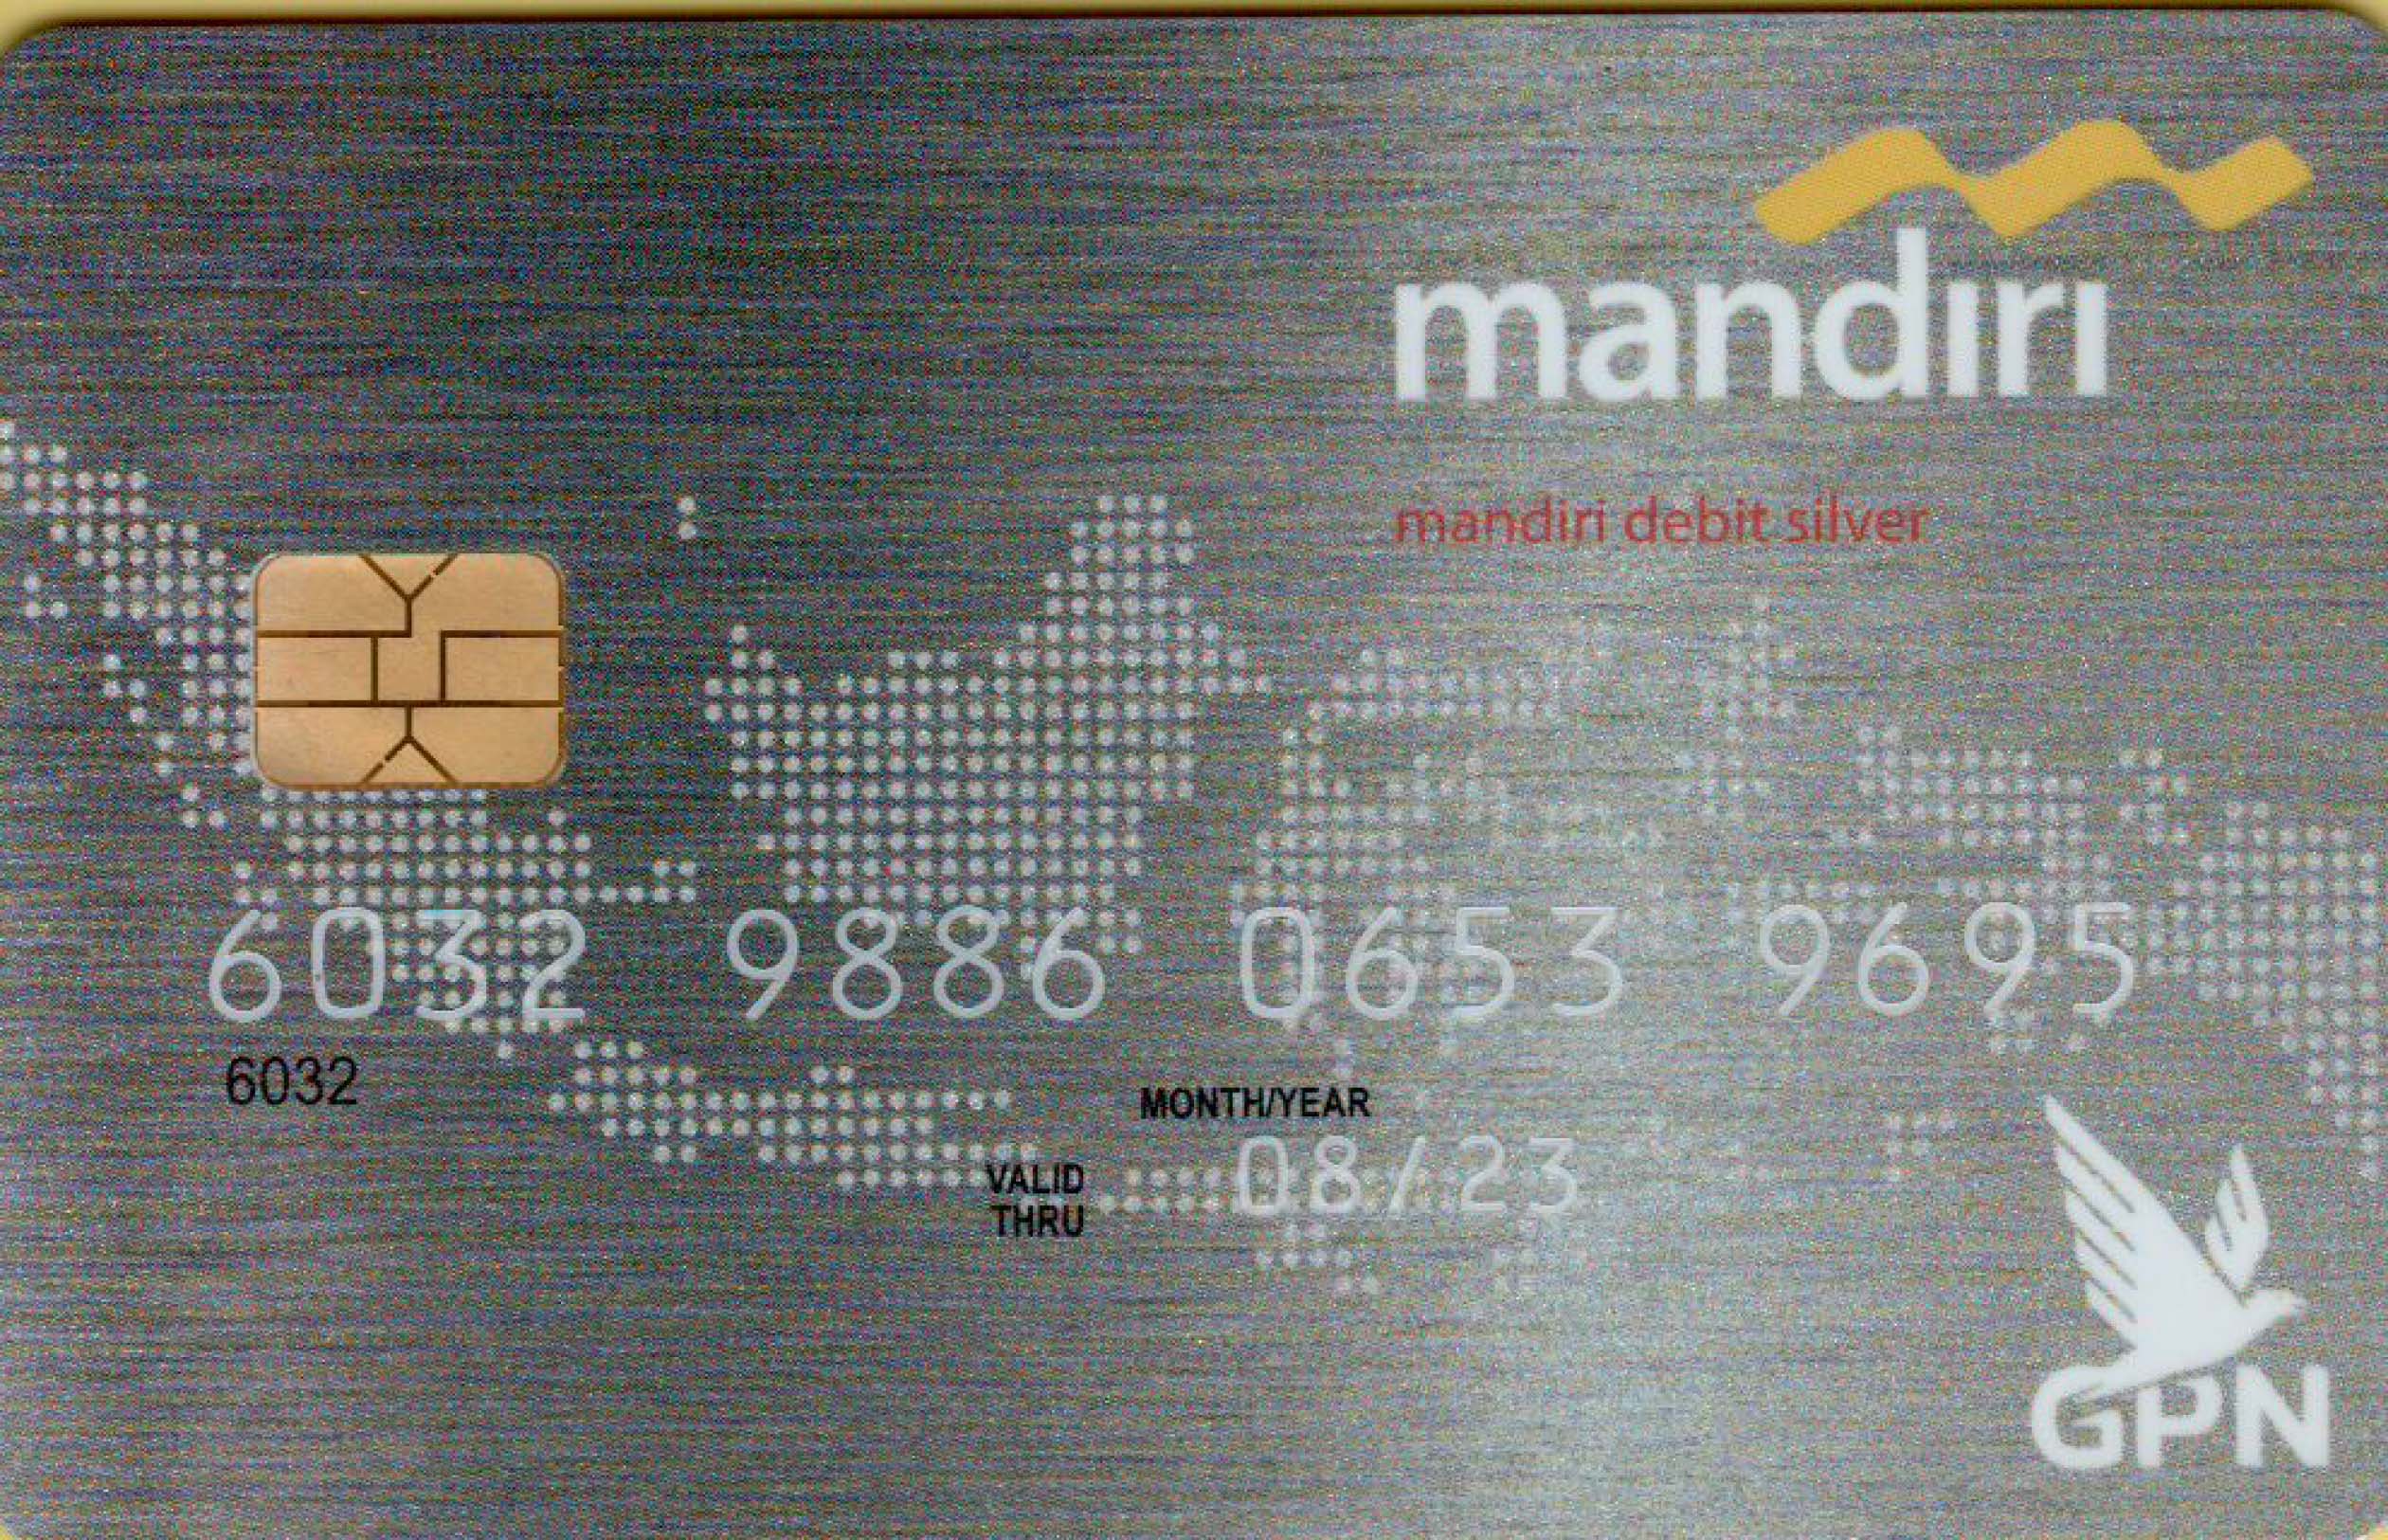 mandiri
mandiri debit silver
6032 9886 0653 9695
6032
MONTH/YEAR
VALID
THRU
08/23
GPN